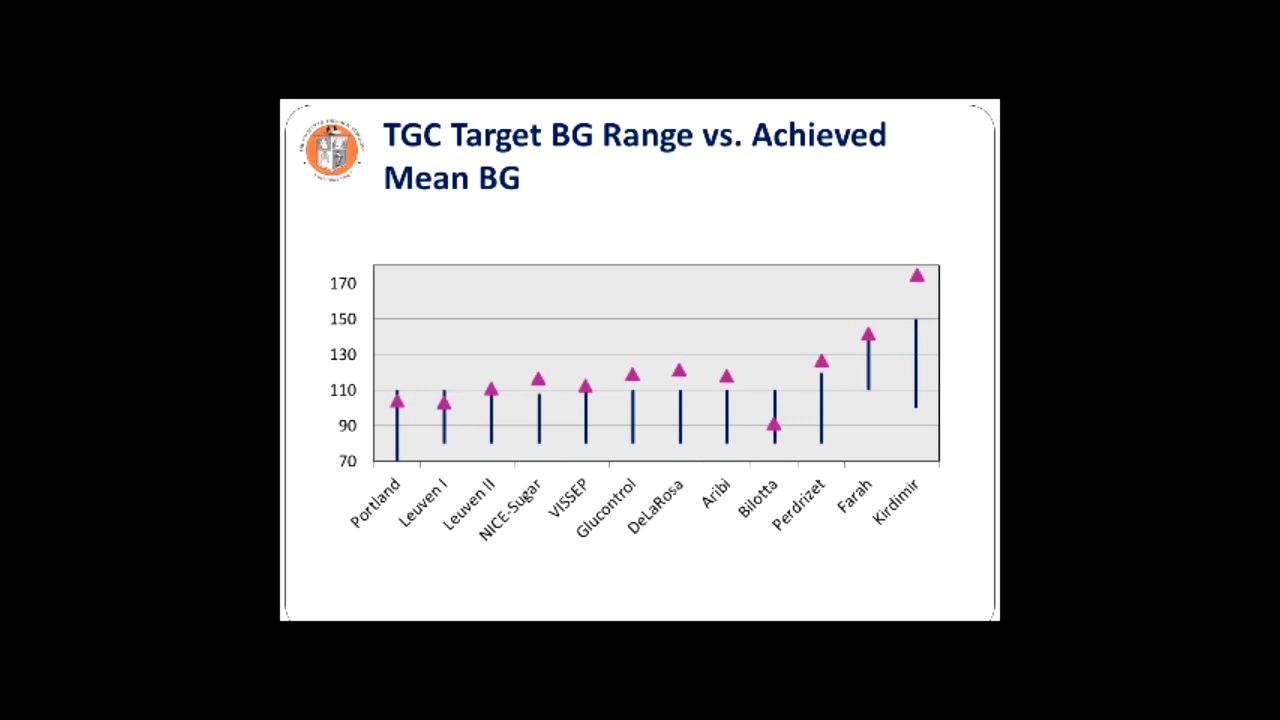 TGC Target BG Range vs. Achieved
Mean BG
170
150
130
110
90
70
Portland
Leuven I
Leuven II
NICE-Sugar
VISSEP
Glucontrol
DeLaRosa
Aribi
Bilotta
Perdrizet
Farah
Kirdimir